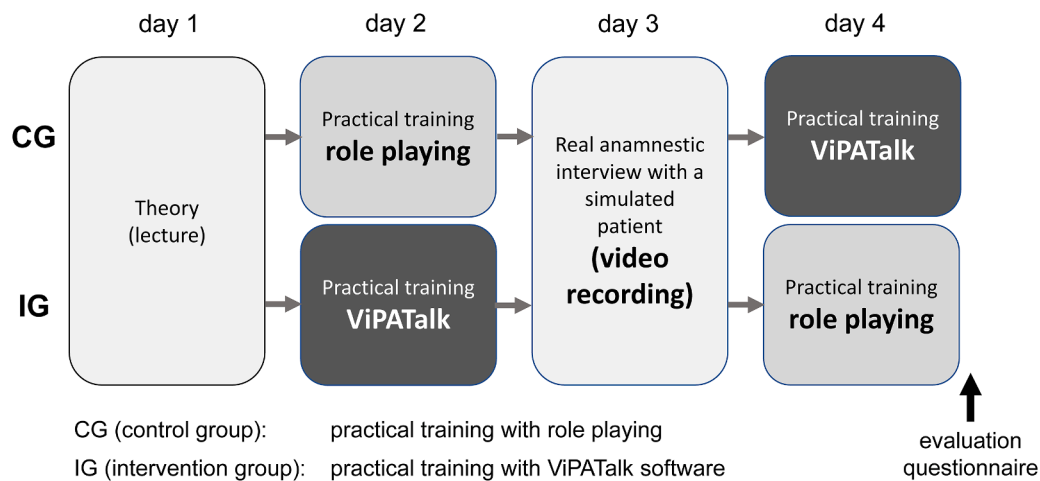 day 1 day 2 day 3 day 4
CG
IG
Theory
(lecture)
Practical training
role playing
Practical training
ViPATalk
Real anamnestic
interview with a
simulated
patient
(video
recording)
Practical training
ViPATalk
Practical training
role playing
evaluation
questionnaire
CG (control group): practical training with role playing
IG (intervention group): practical training with ViPATalk software